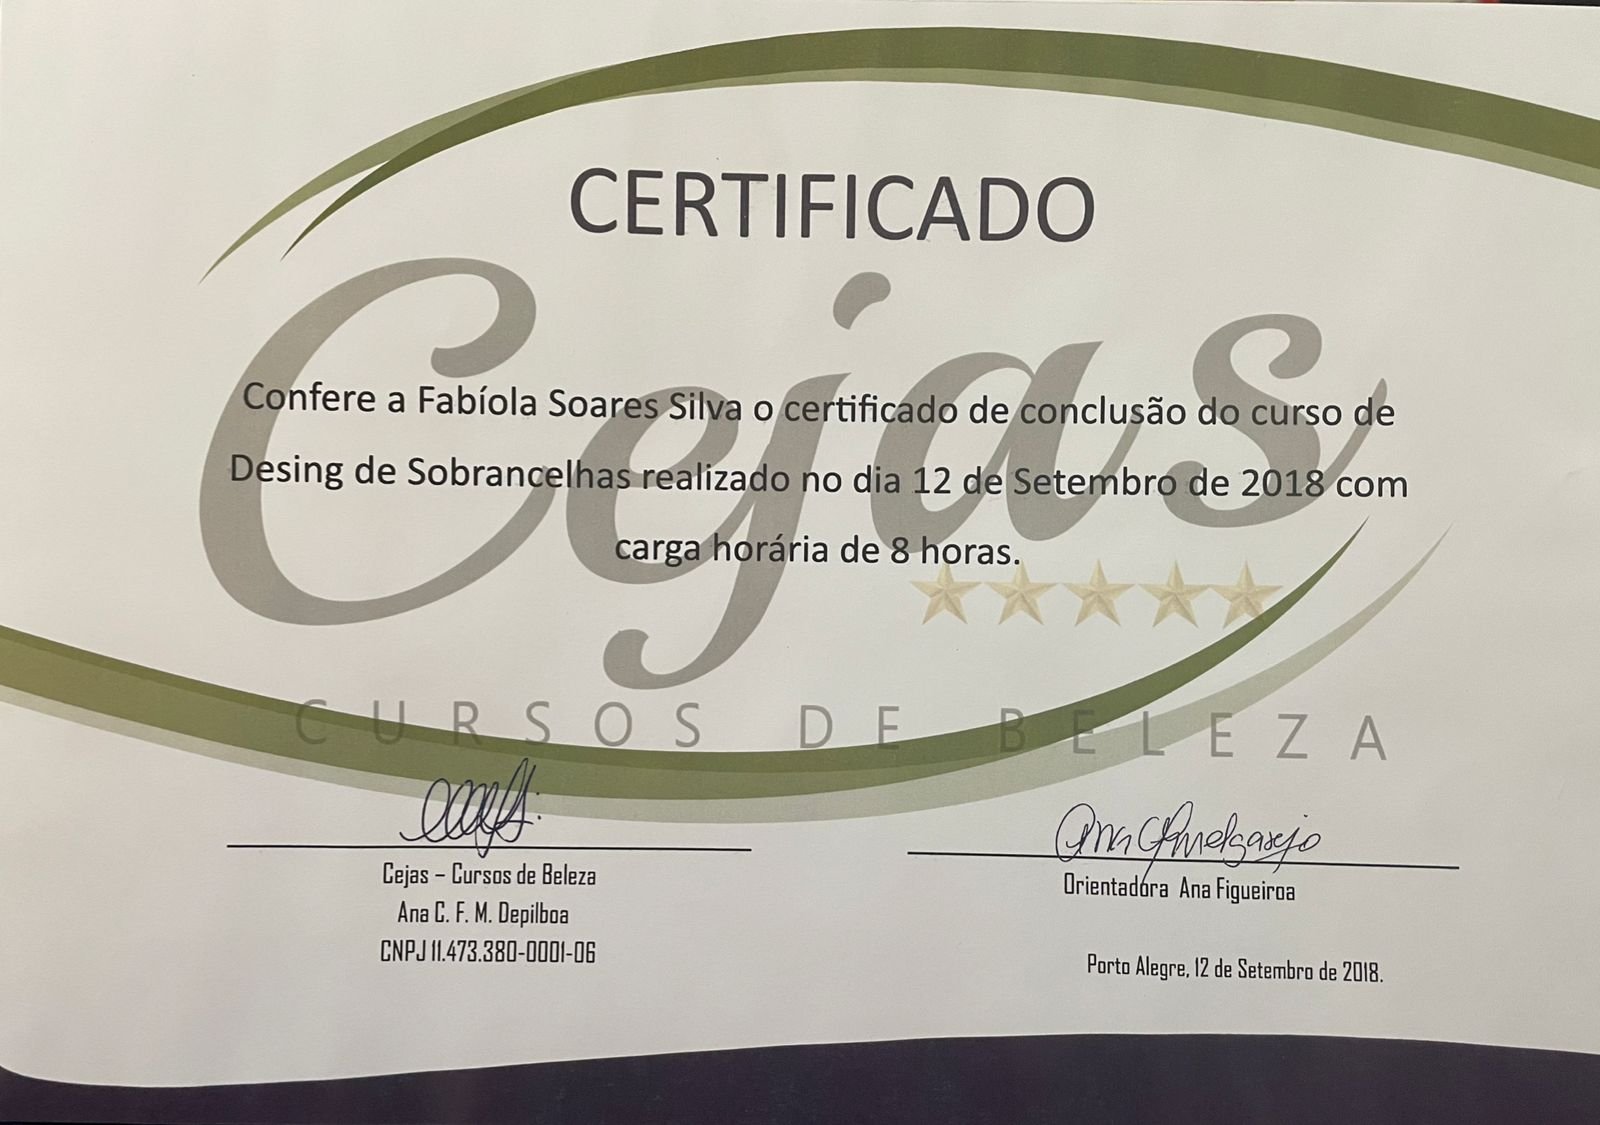 CERTIFICADO
Cejas
Confere a Fabíola Soares Silva o certificado de conclusão do curso de
Desing de Sobrancelhas realizado no dia 12 de Setembro de 2018 com
carga horária de 8 horas.
CURSOS DE BELEZA
Cejas – Cursos de Beleza
Ana C. F. M. Depilboa
CNPJ 11.473.380-0001-06
Orientadora Ana Figueiroa
Porto Alegre, 12 de Setembro de 2018.